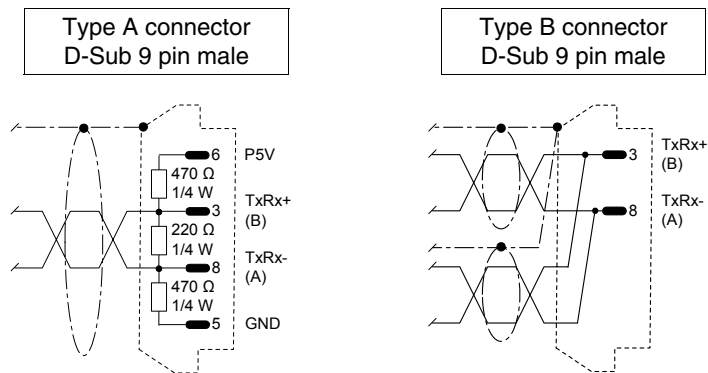 Type A connector
D-Sub 9 pin male
Type B connector
D-Sub 9 pin male
6 P5V
470 Ω
1/4 W
3 TxRx+
(B)
220 Ω
1/4 W
8 TxRx-
(A)
470 Ω
1/4 W
5 GND
3 TxRx+
(B)
8 TxRx-
(A)